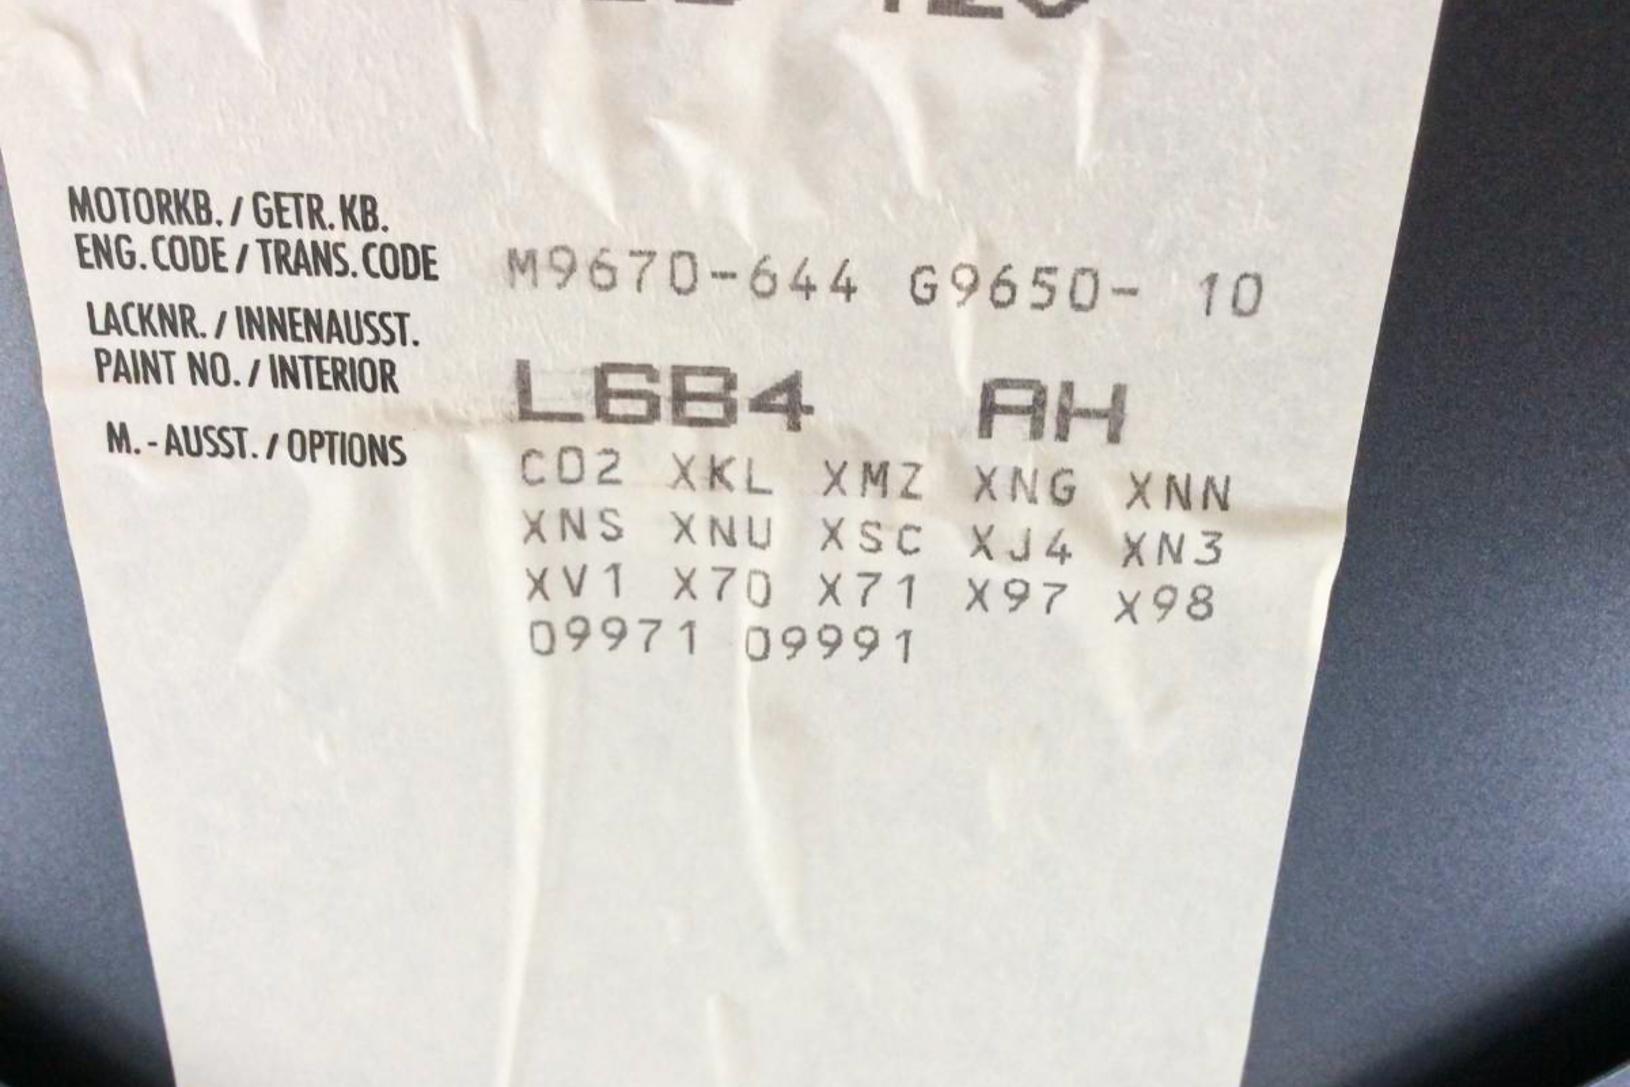 MOTORKB. / GETR. KB.
ENG. CODE / TRANS. CODE M9670-644 G9650- 10
LACKNR. / INNENAUSST.
PAINT NO. / INTERIOR L6B4 AH
M. - AUSST. / OPTIONS
C02 XKL XMZ XNG XNN
XNS XNU XSC XJ4 XN3
XV1 X70 X71 X97 X98
09971 09991